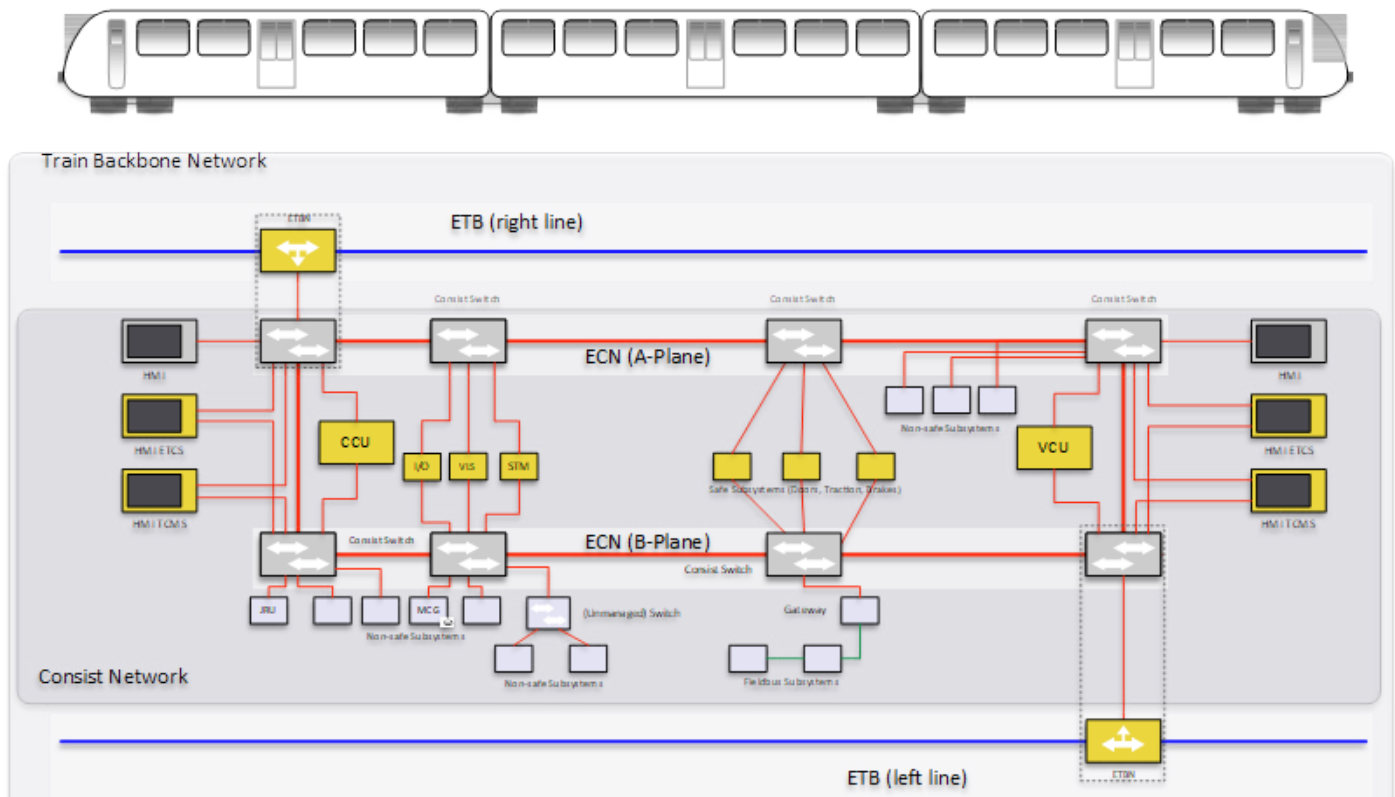 Train Backbone Network
ETBN
ETB (right line)
Consist Switch
Consist Switch
Consist Switch
ECN (A-Plane)
HMI
HMI
Non-safe Subsystems
CCU
VCU
HMI ETCS
HMI ETCS
I/O
VLS
STM
Safe Subsystems (Doors, Traction, Brakes)
HMI TCMS
HMI TCMS
Consist Switch
ECN (B-Plane)
Consist Switch
JRU
MCG
(Unmanaged) Switch
Gateway
Non-safe Subsystems
Consist Network
Non-safe Subsystems
Fieldbus Subsystems
ETB (left line)
ETBN